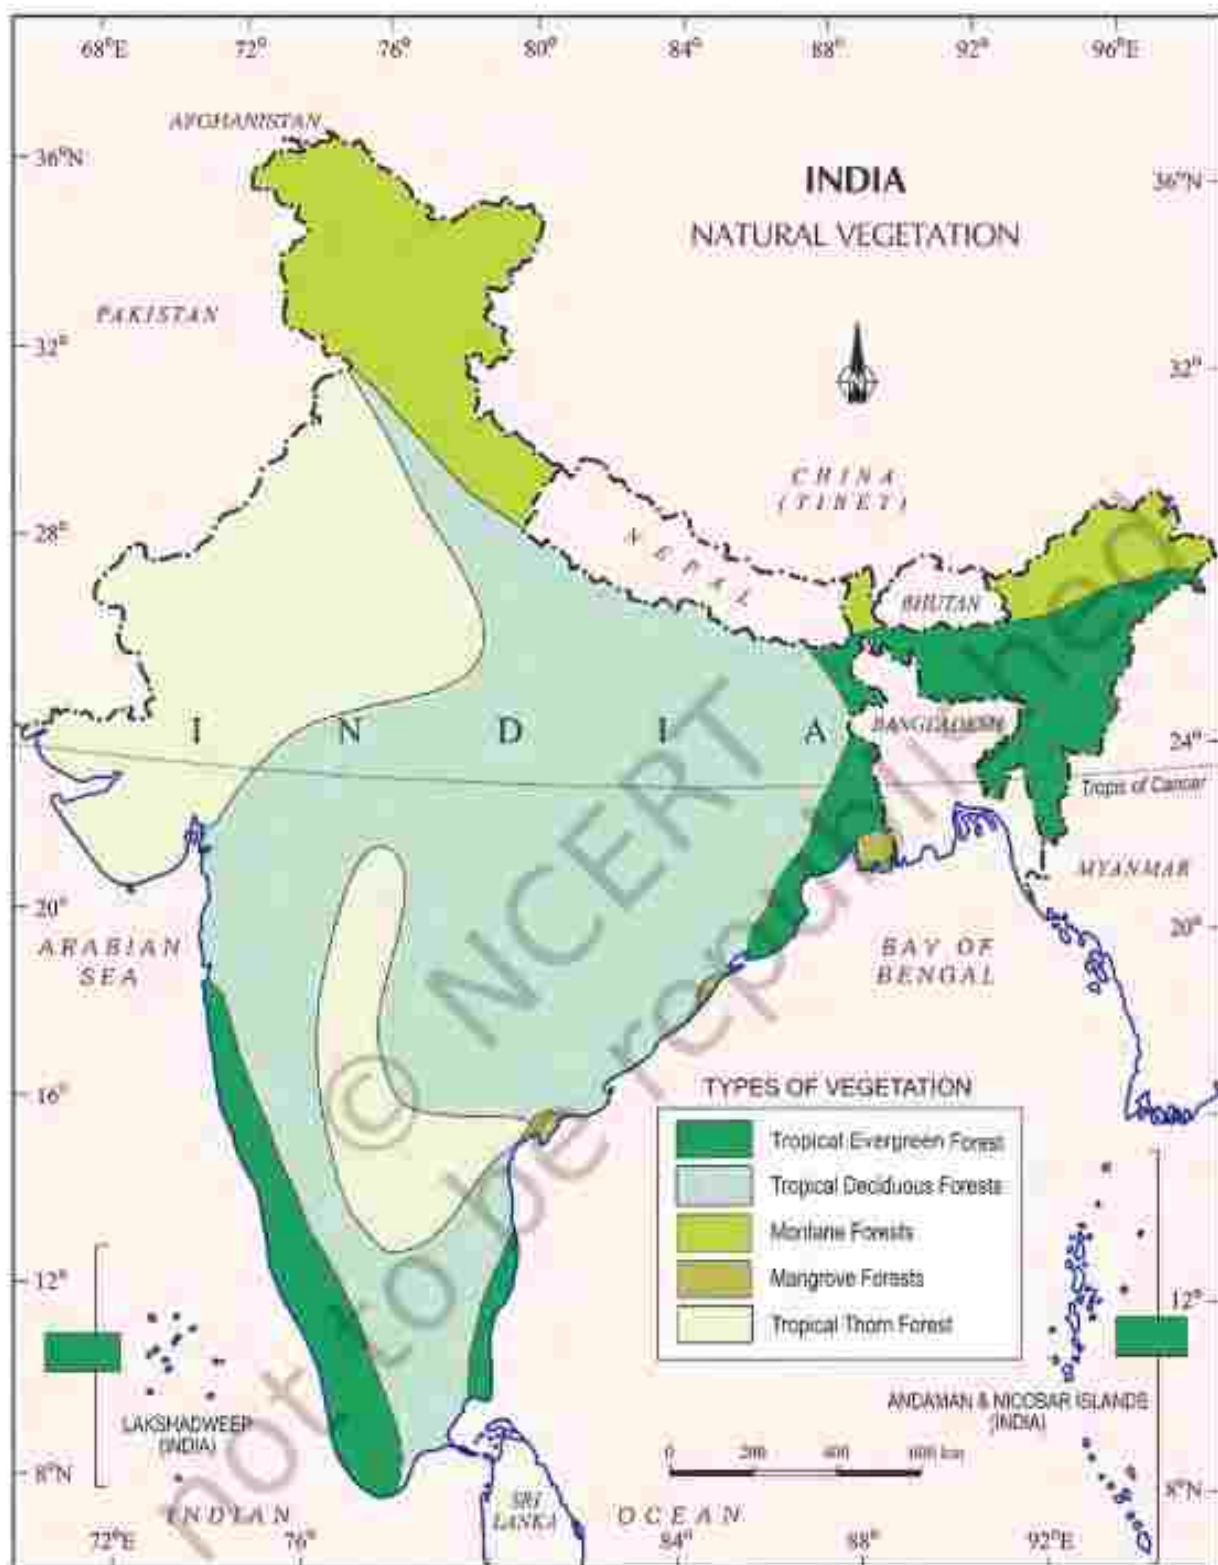 68°E 72° 76° 80° 84° 88° 92° 96°E
AFGHANISTAN
36°N
INDIA
36°N
NATURAL VEGETATION
PAKISTAN
32°
32°
CHINA
(TIBET)
28°
NEPAL
BHUTAN
INDIA
BANGLADESH
24°
Tropis of Cancer
MYANMAR
20°
20°
ARABIAN
SEA
BAY OF
BENGAL
© NCERT
not to be republished
16°
TYPES OF VEGETATION
Tropical Evergreen Forest
Tropical Deciduous Forests
Montane Forests
Mangrove Forests
Tropical Thorn Forest
12°
12°
LAKSHADWEEP
(INDIA)
ANDAMAN & NICOBAR ISLANDS
(INDIA)
0 200 400 600 km
8°N
8°N
INDIAN OCEAN
SRI
LANKA
72°E 76° 84° 88° 92°E